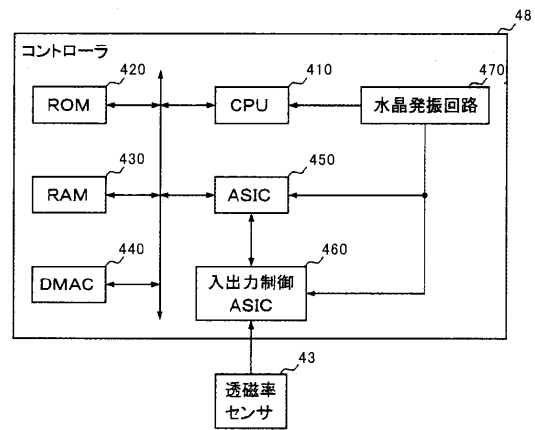 48
コントローラ
420
ROM
410
CPU
470
水晶発振回路
430
RAM
450
ASIC
440
DMAC
460
入出力制御
ASIC
43
透磁率
センサ